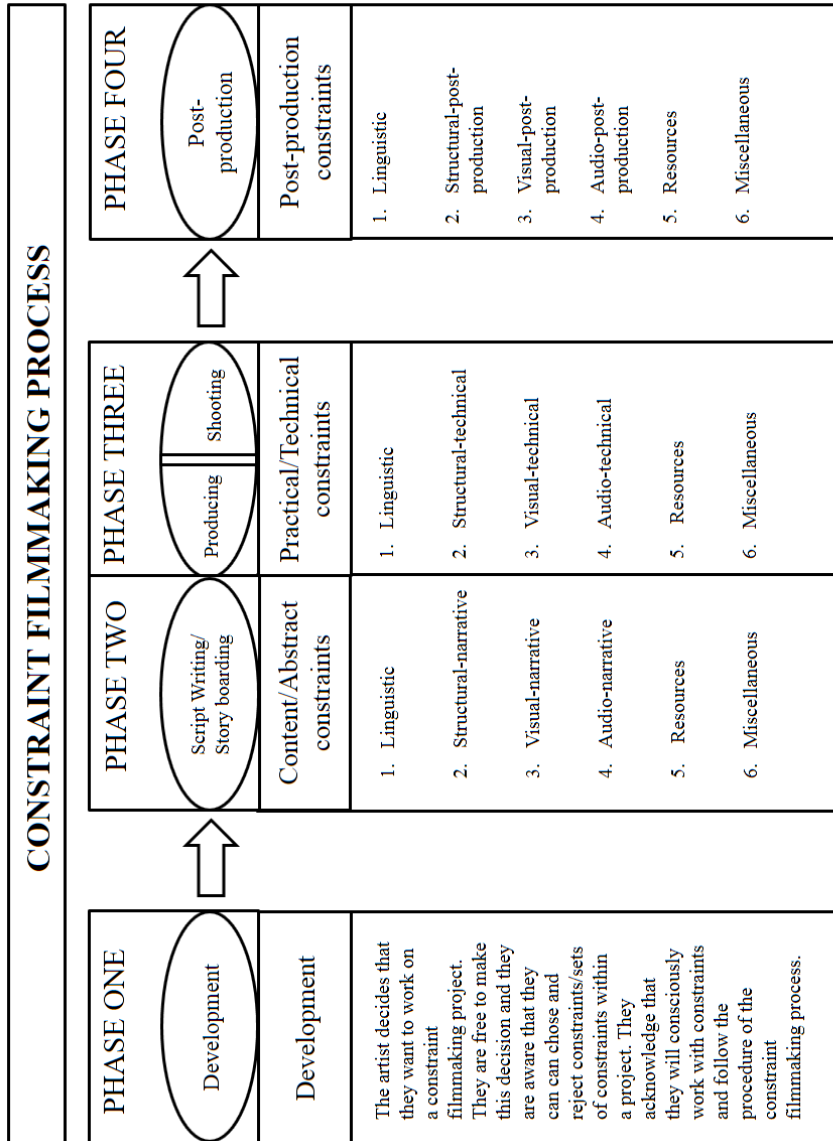 CONSTRAINT FILMMAKING PROCESS
PHASE ONE
Development
Development
The artist decides that
they want to work on
a constraint
filmmaking project.
They are free to make
this decision and they
are aware that they
can can chose and
reject constraints/sets
of constraints within
a project. They
acknowledge that
they will consciously
work with constraints
and follow the
procedure of the
constraint
filmmaking process.
PHASE TWO
Script Writing/
Story boarding
Content/Abstract
constraints
1. Linguistic
2. Structural-narrative
3. Visual-narrative
4. Audio-narrative
5. Resources
6. Miscellaneous
PHASE THREE
Producing
Shooting
Practical/Technical
constraints
1. Linguistic
2. Structural-technical
3. Visual-technical
4. Audio-technical
5. Resources
6. Miscellaneous
PHASE FOUR
Post-
production
Post-production
constraints
1. Linguistic
2. Structural-post-
production
3. Visual-post-
production
4. Audio-post-
production
5. Resources
6. Miscellaneous